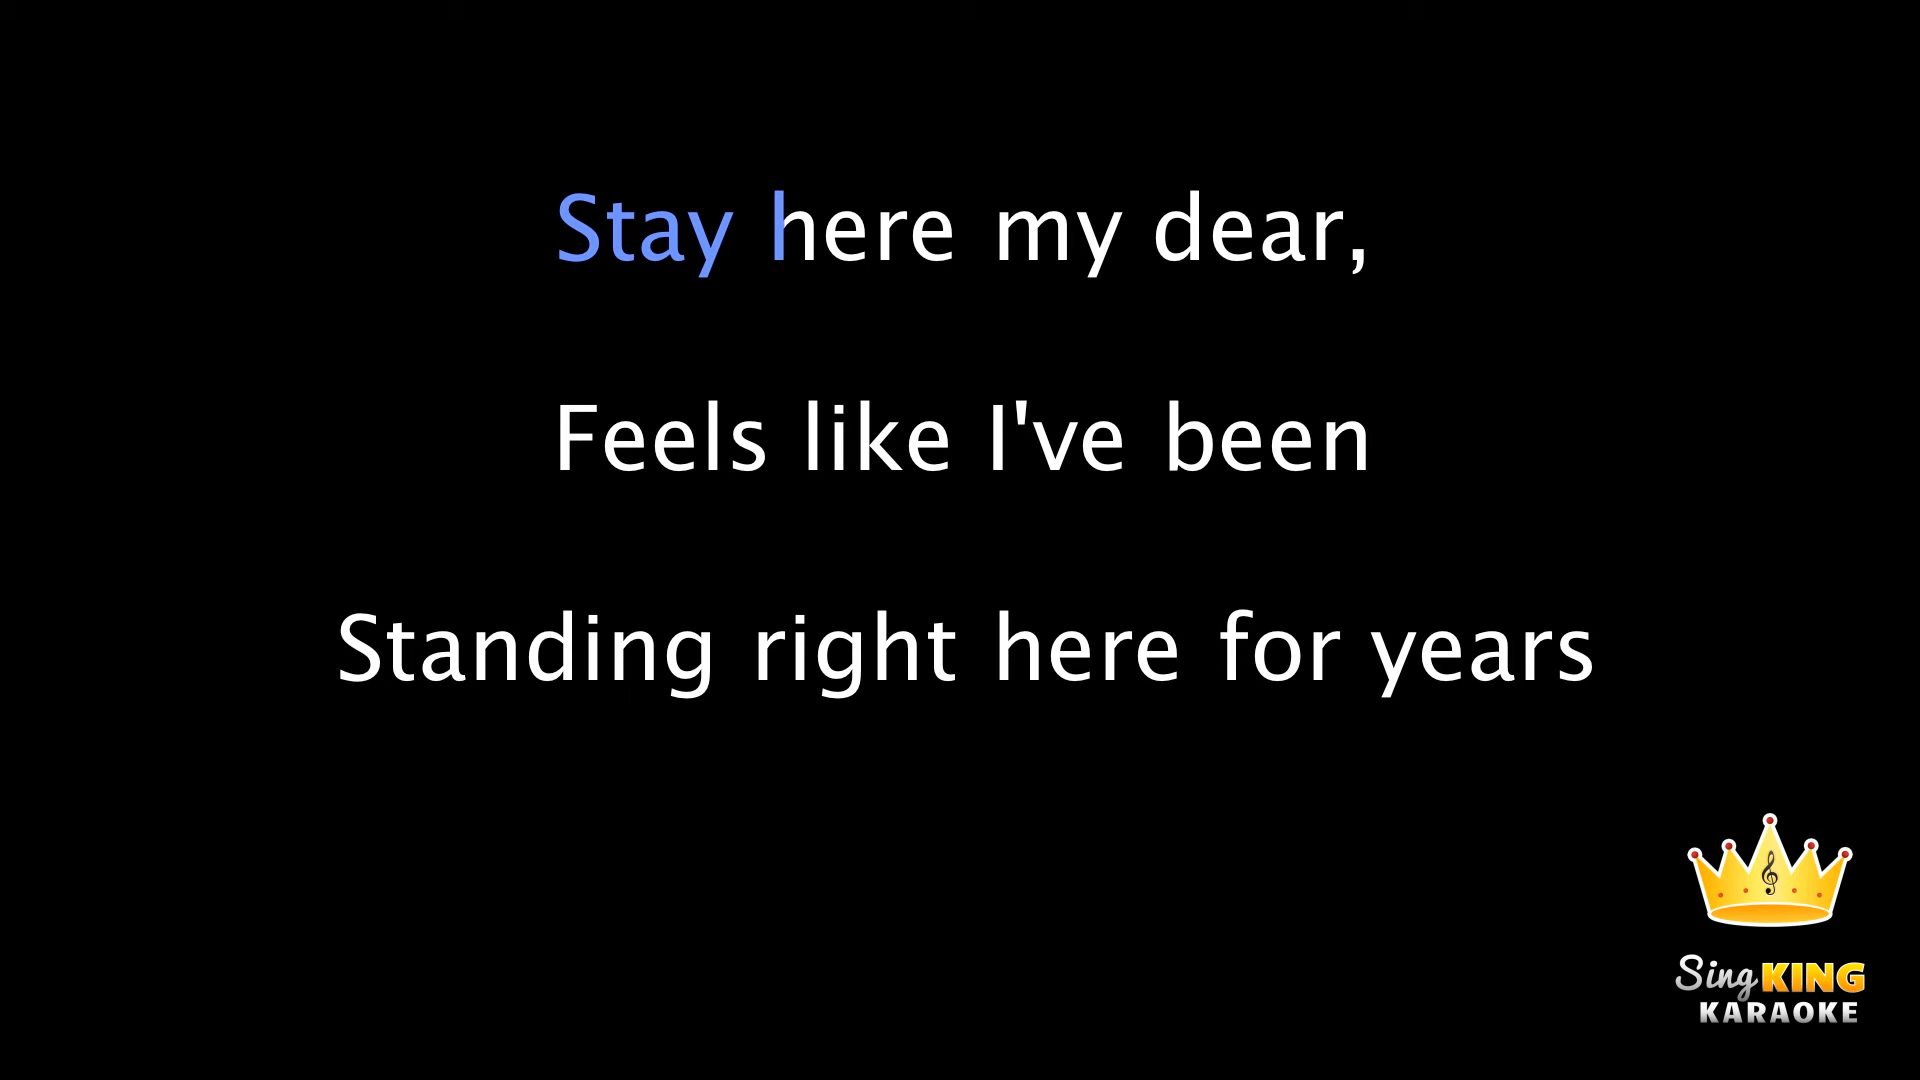 Stay here my dear,
Feels like I've been
Standing right here for years
Sing KING
KARAOKE